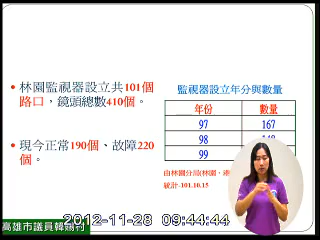 林園監視器設立共101個
路口，鏡頭總數410個。
現今正常190個、故障220
個。
監視器設立年分與數量
年份 數量
97 167
98
99
由林園分局(林園，
統計-101.10.15
高雄市議員韓賜村
2012-11-28 09:44:44